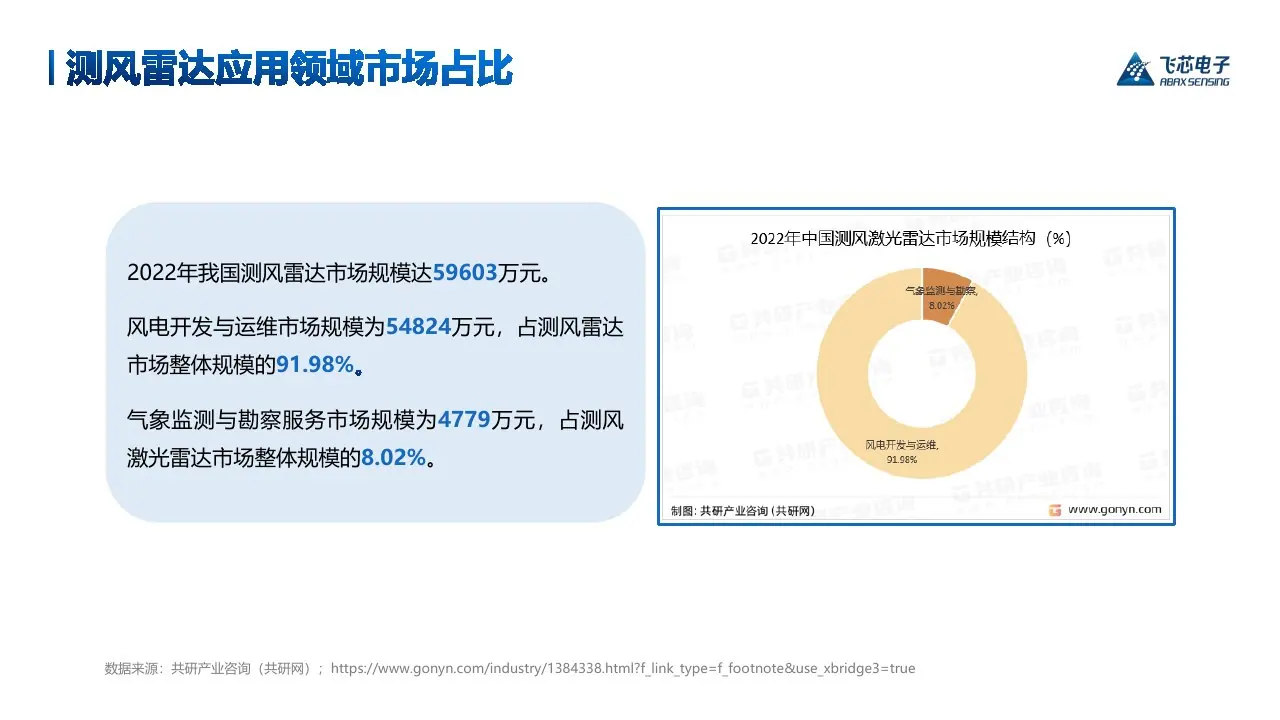 测风雷达应用领域市场占比
飞芯电子
ABAX SENSING
2022年我国测风雷达市场规模达59603万元。
风电开发与运维市场规模为54824万元，占测风雷达
市场整体规模的91.98%。
气象监测与勘察服务市场规模为4779万元，占测风
激光雷达市场整体规模的8.02%。
2022年中国测风激光雷达市场规模结构（%）
气象监测与勘察,
8.02%
风电开发与运维,
91.98%
制图：共研产业咨询 (共研网)
www.gonyn.com
共研产业咨询
数据来源：共研产业咨询（共研网）；https://www.gonyn.com/industry/1384338.html?f_link_type=f_footnote&use_xbridge3=true